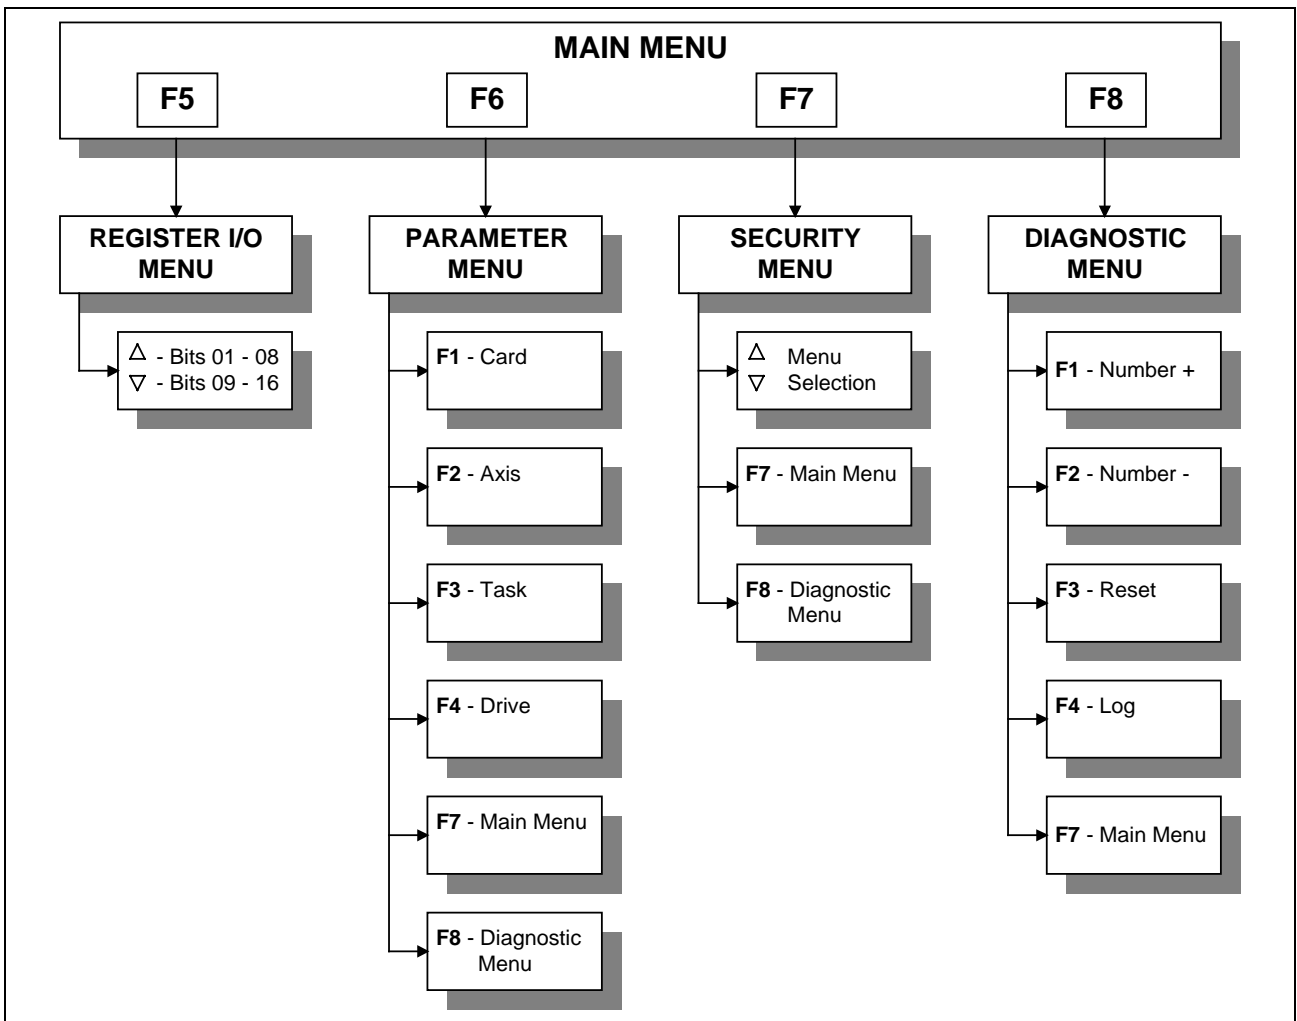 MAIN MENU
F5
F6
F7
F8
REGISTER I/O
MENU
△ - Bits 01 - 08
▽ - Bits 09 - 16
PARAMETER
MENU
F1 - Card
F2 - Axis
F3 - Task
F4 - Drive
F7 - Main Menu
F8 - Diagnostic
Menu
SECURITY
MENU
△ Menu
▽ Selection
F7 - Main Menu
F8 - Diagnostic
Menu
DIAGNOSTIC
MENU
F1 - Number +
F2 - Number -
F3 - Reset
F4 - Log
F7 - Main Menu